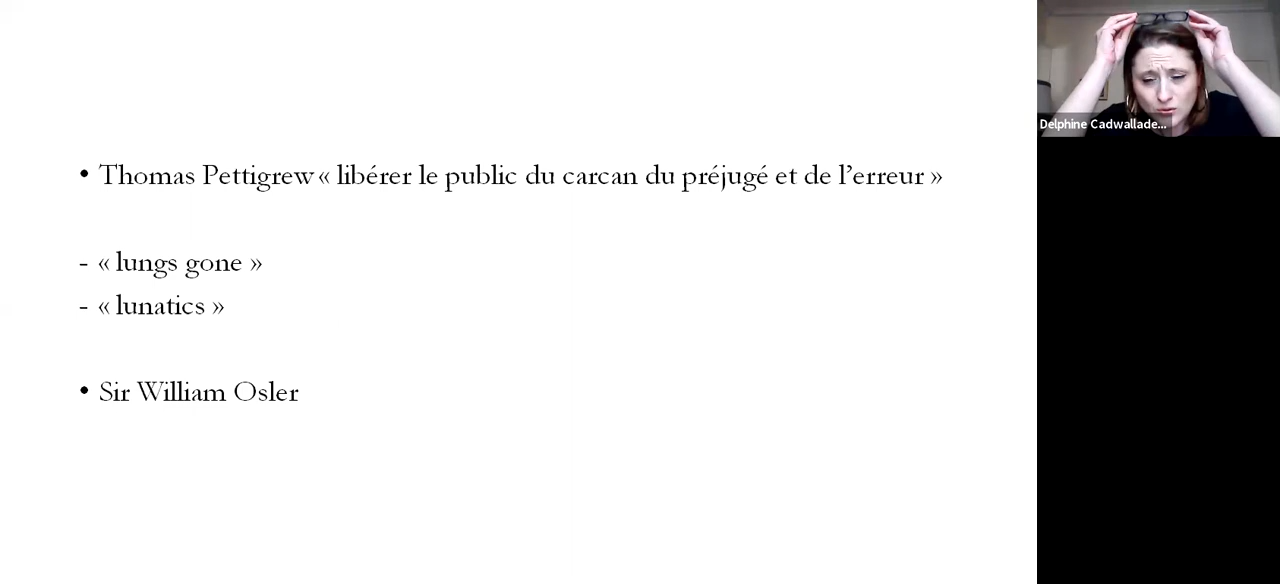 • Thomas Pettigrew « libérer le public du carcan du préjugé et de l’erreur »
- « lungs gone »
- « lunatics »
• Sir William Osler
Delphine Cadwallade...